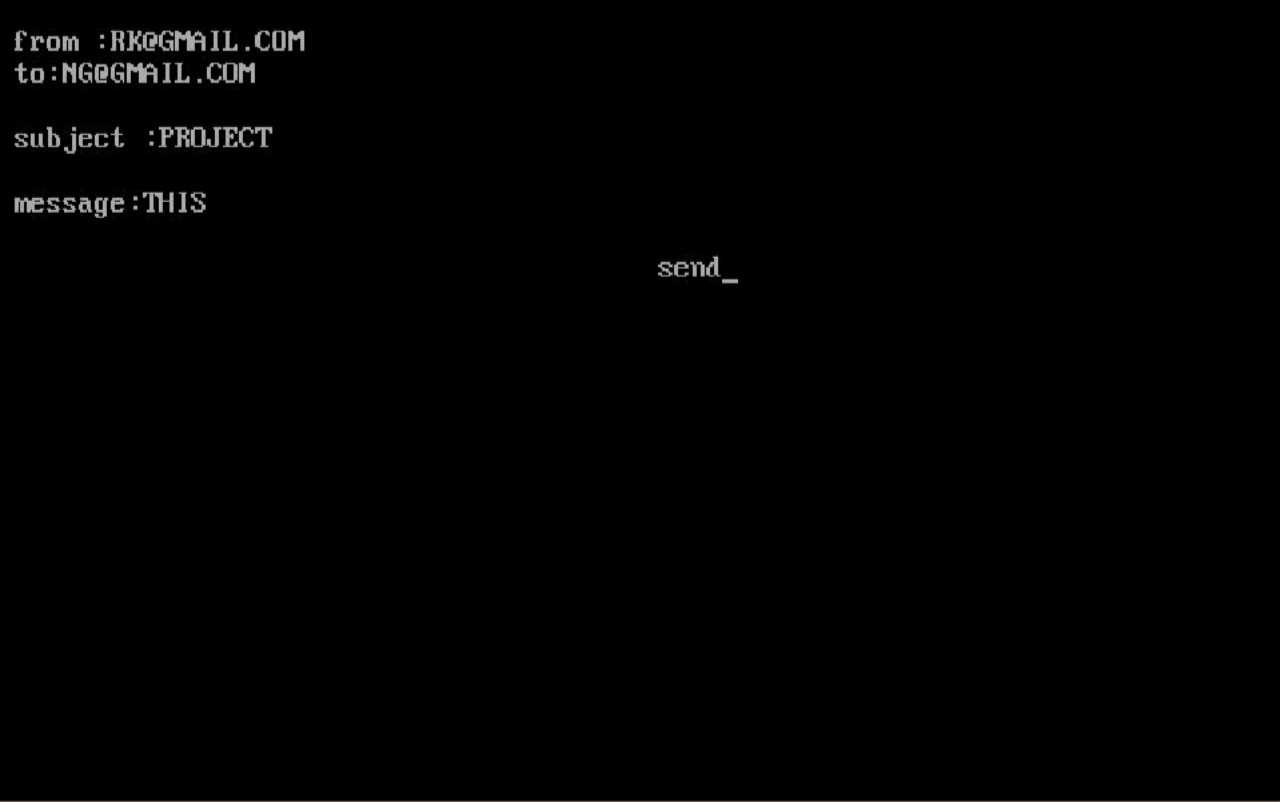 from :RK@GMAIL.COM
to:NG@GMAIL.COM
subject :PROJECT
message:THIS
send_